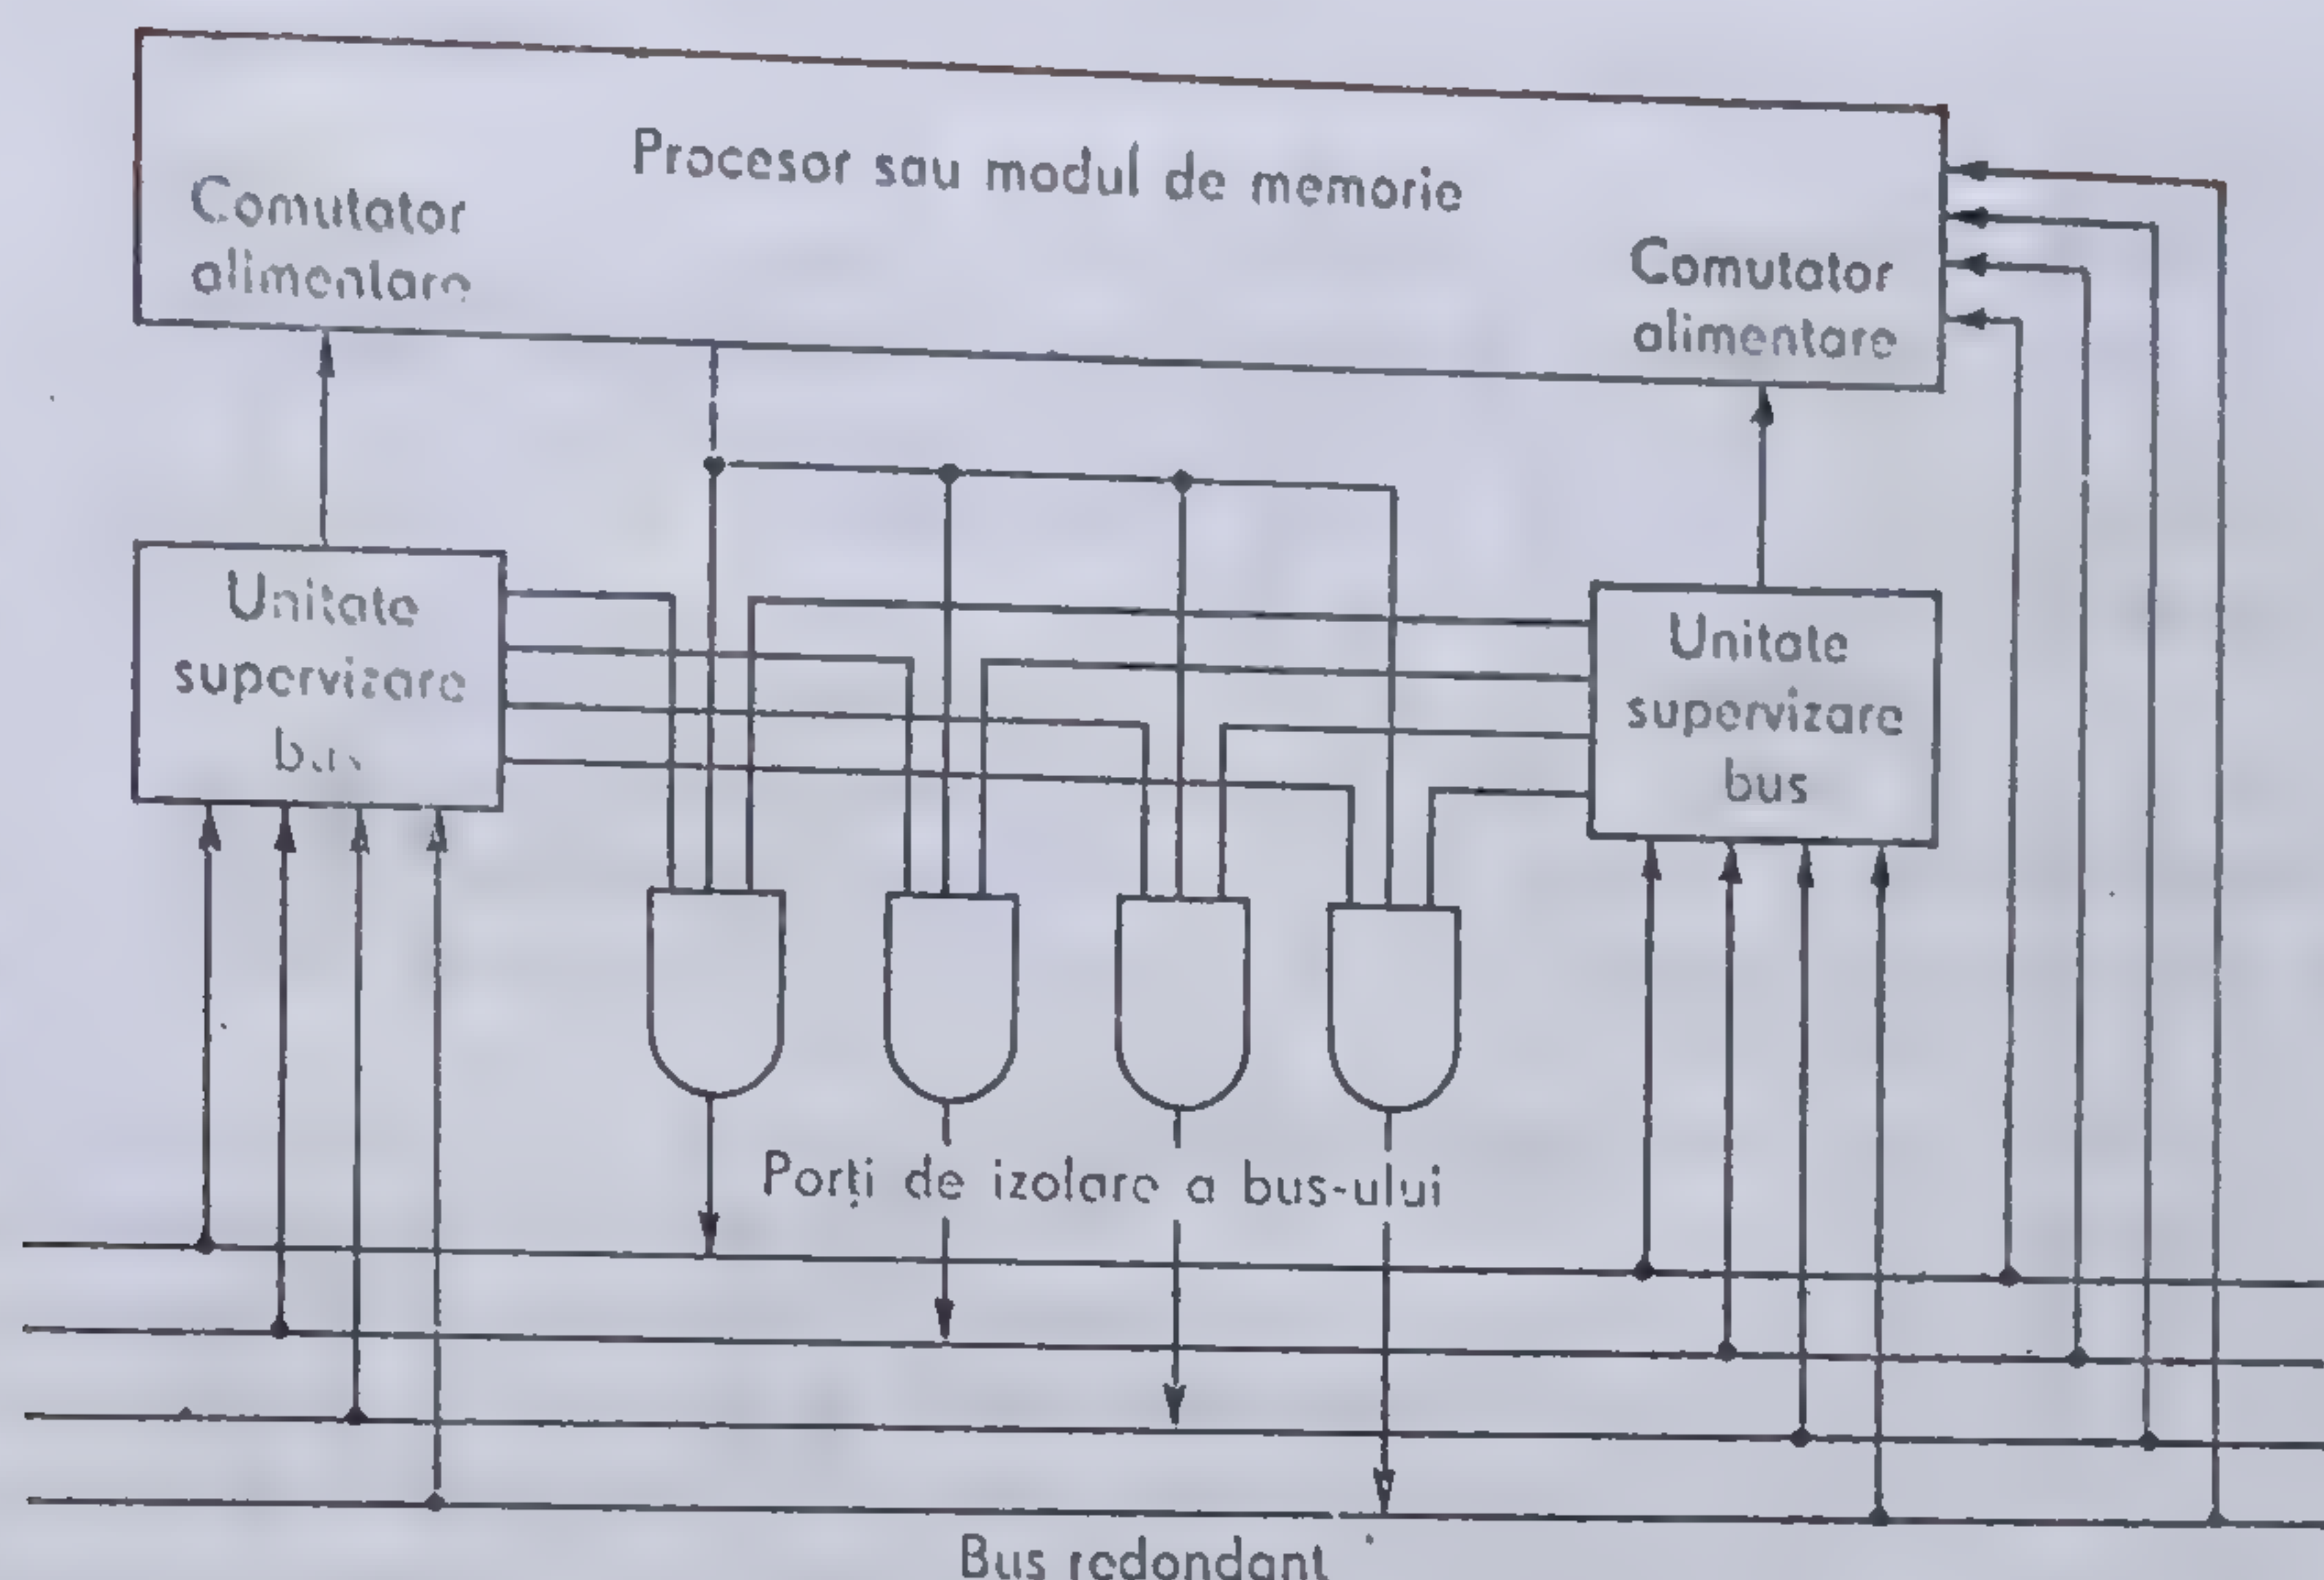 Procesor sau modul de memorie
Comutator
alimentare
Comutator
alimentare
Unitate
supervizare
bus
Unitate
supervizare
bus
Porți de izolare a bus-ului
Bus redondant